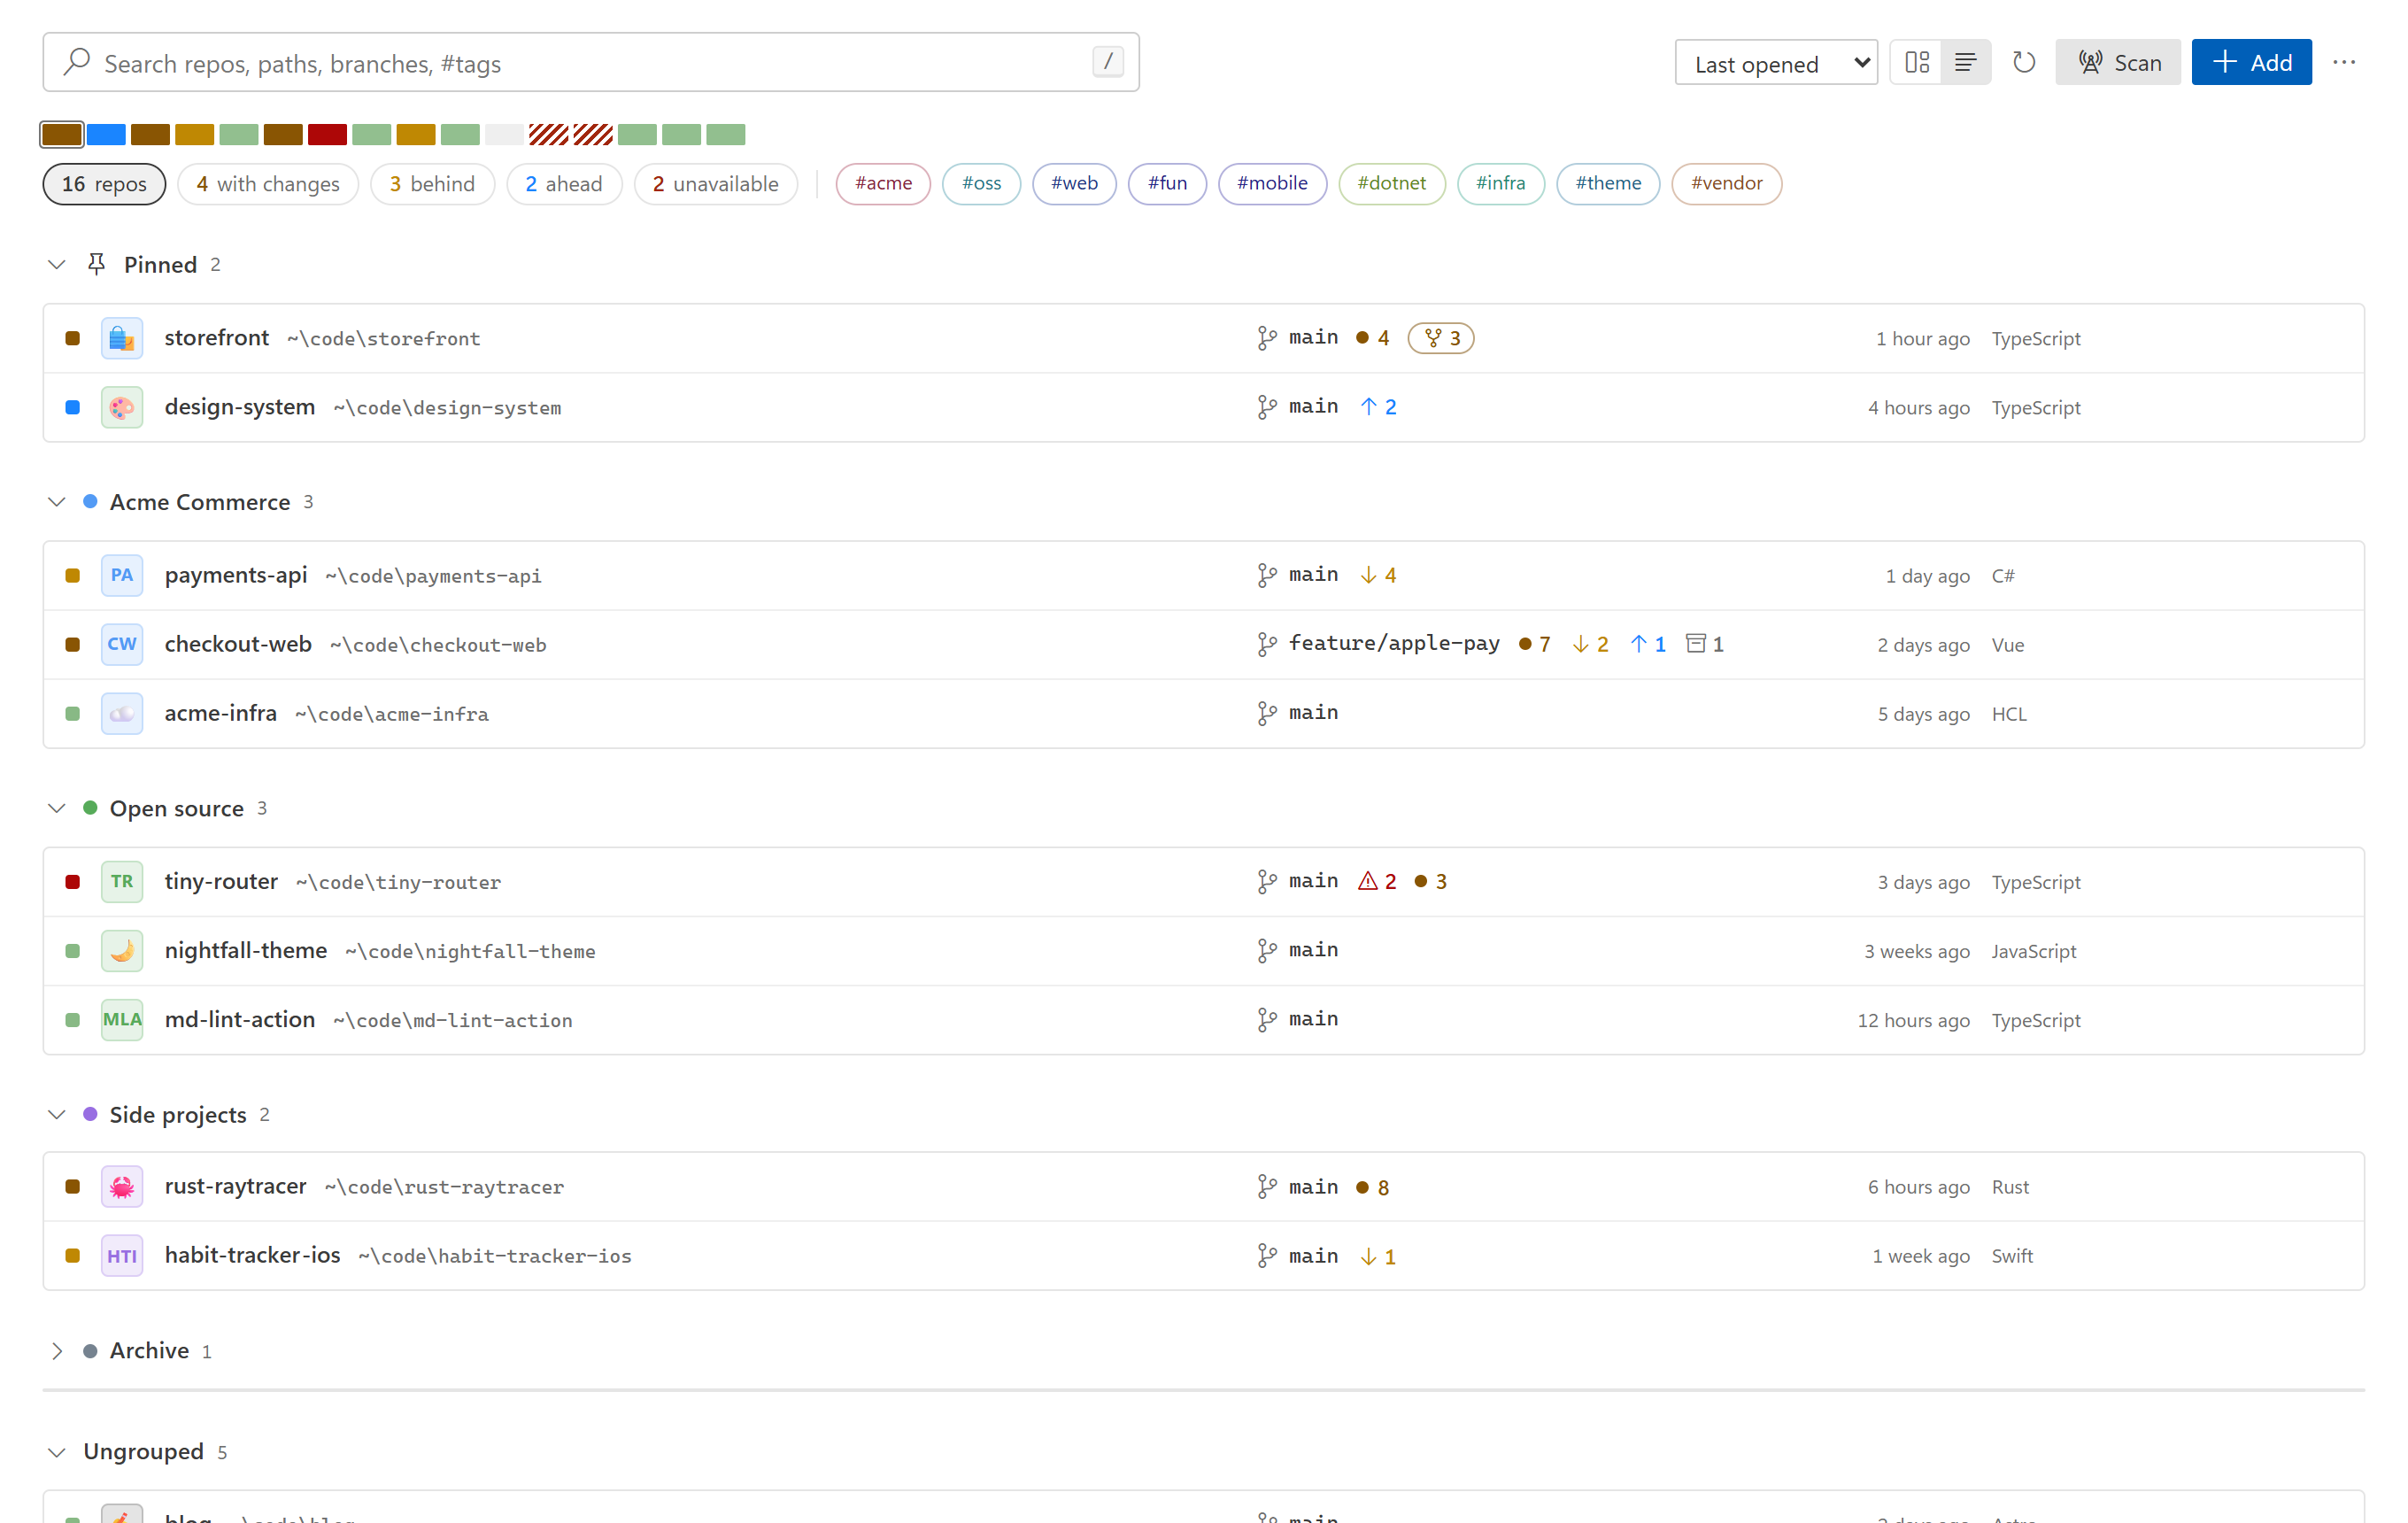 Search repos, paths, branches, #tags / Last opened Scan Add
16 repos 4 with changes 3 behind 2 ahead 2 unavailable #acme #oss #web #fun #mobile #dotnet #infra #theme #vendor
Pinned 2
storefront ~\code\storefront main 4 3 1 hour ago TypeScript
design-system ~\code\design-system main 2 4 hours ago TypeScript
Acme Commerce 3
PA payments-api ~\code\payments-api main 4 1 day ago C#
CW checkout-web ~\code\checkout-web feature/apple-pay 7 2 1 1 2 days ago Vue
acme-infra ~\code\acme-infra main 5 days ago HCL
Open source 3
TR tiny-router ~\code\tiny-router main 2 3 3 days ago TypeScript
nightfall-theme ~\code\nightfall-theme main 3 weeks ago JavaScript
MLA md-lint-action ~\code\md-lint-action main 12 hours ago TypeScript
Side projects 2
rust-raytracer ~\code\rust-raytracer main 8 6 hours ago Rust
HTI habit-tracker-ios ~\code\habit-tracker-ios main 1 1 week ago Swift
Archive 1
Ungrouped 5